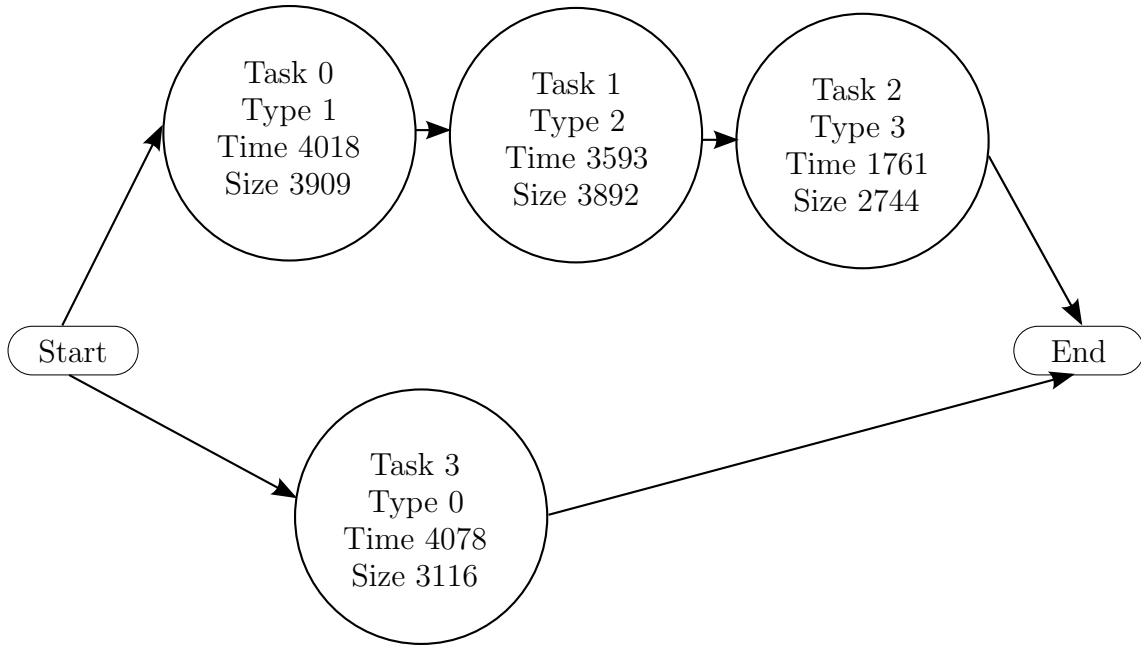 Task 0
Type 1
Time 4018
Size 3909
Task 1
Type 2
Time 3593
Size 3892
Task 2
Type 3
Time 1761
Size 2744
Start
End
Task 3
Type 0
Time 4078
Size 3116